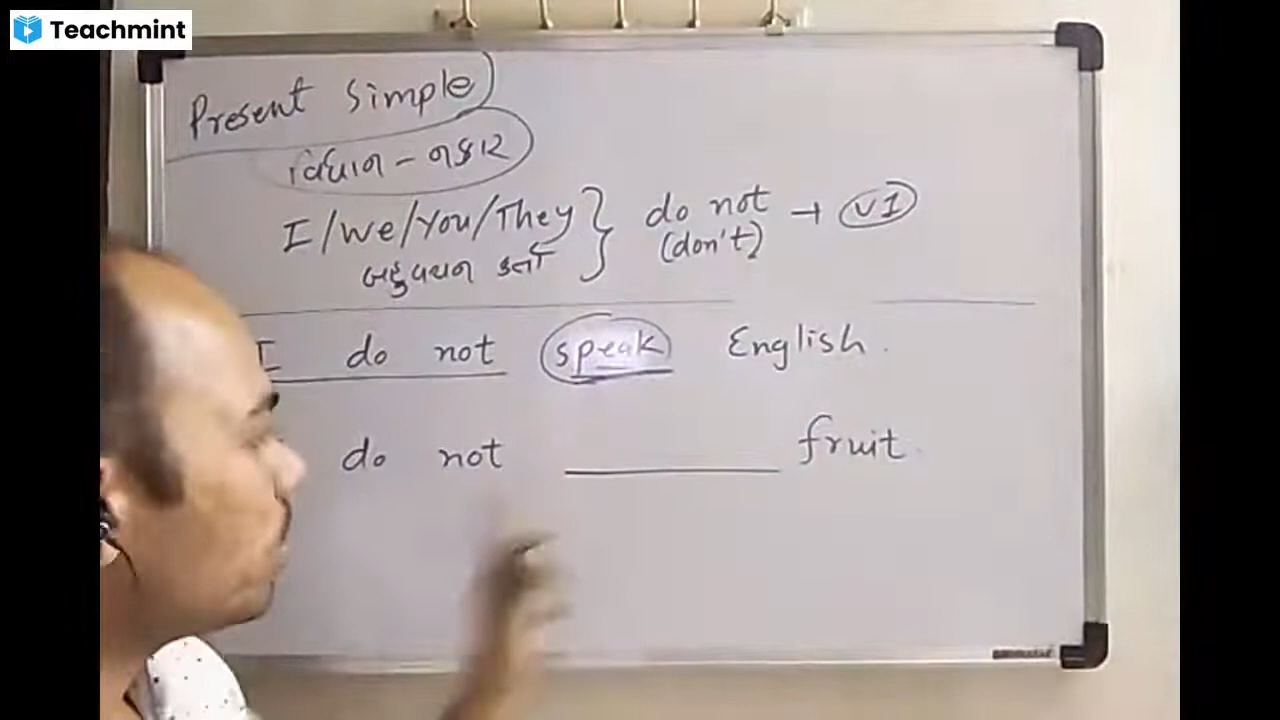 Teachmint
Present Simple
વિધાન - નકાર
I/We/You/They } do not → V1
બહુવચન કર્તા (don't)
I do not speak English.
do not ________ fruit.